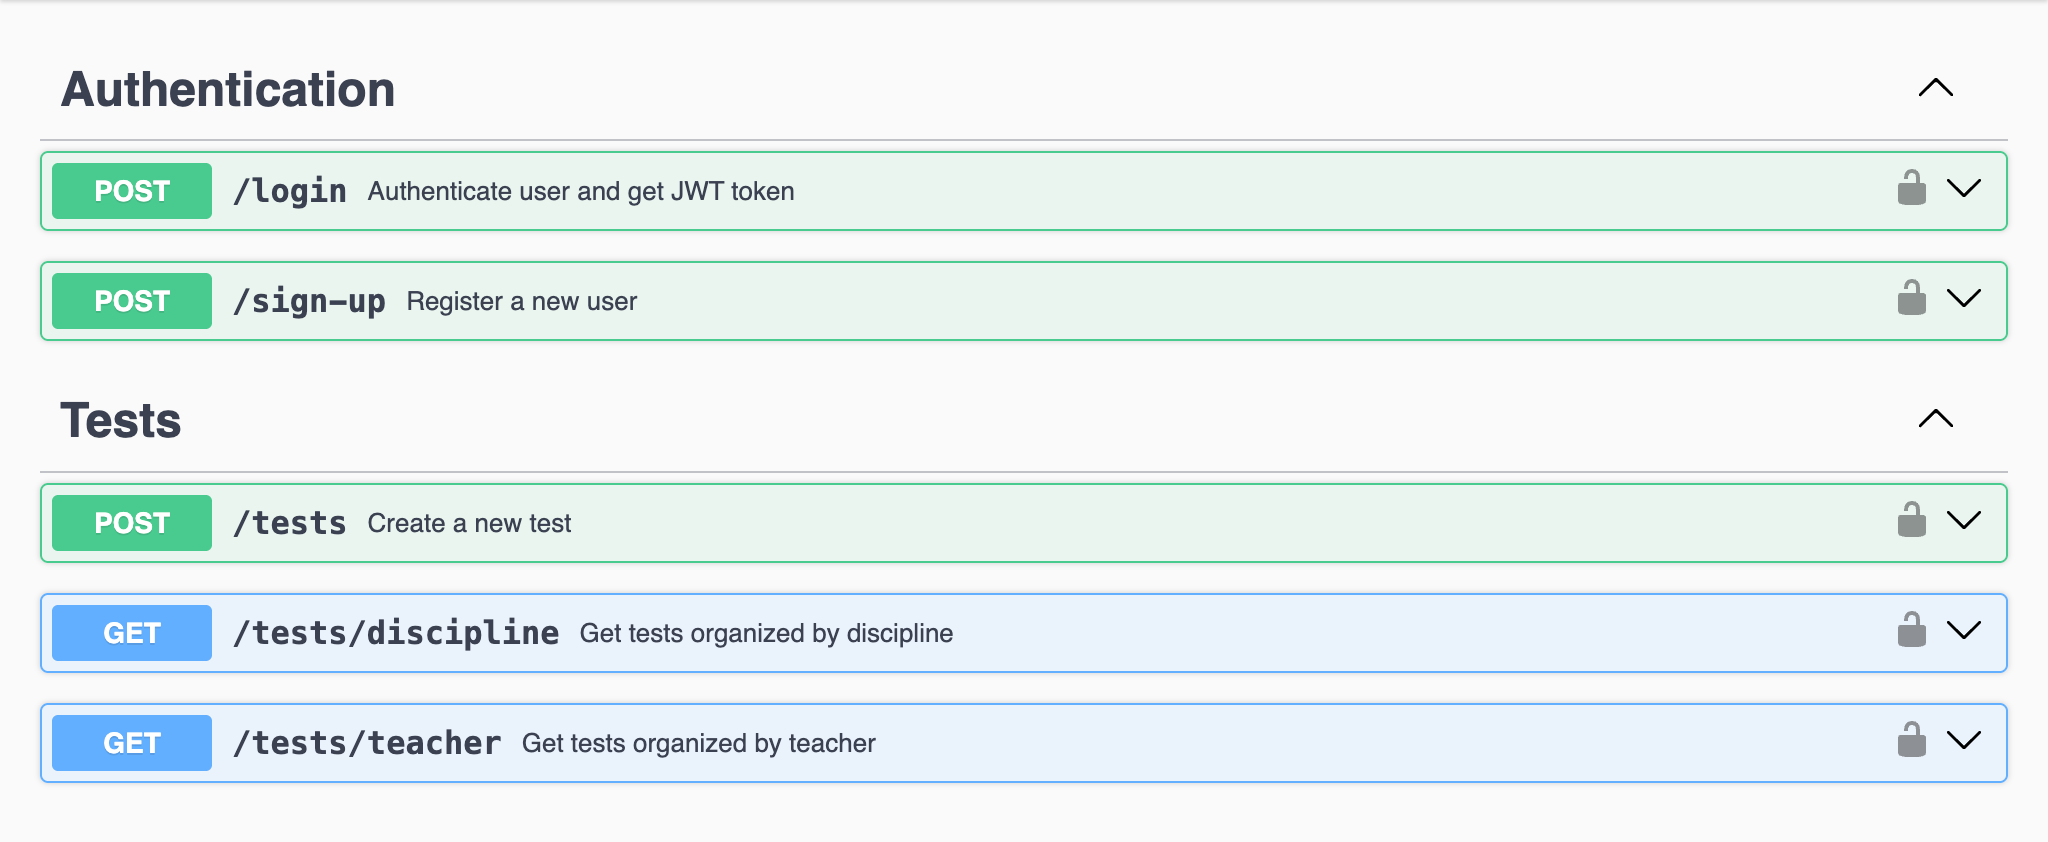 Authentication
POST /login Authenticate user and get JWT token
POST /sign-up Register a new user
Tests
POST /tests Create a new test
GET /tests/discipline Get tests organized by discipline
GET /tests/teacher Get tests organized by teacher